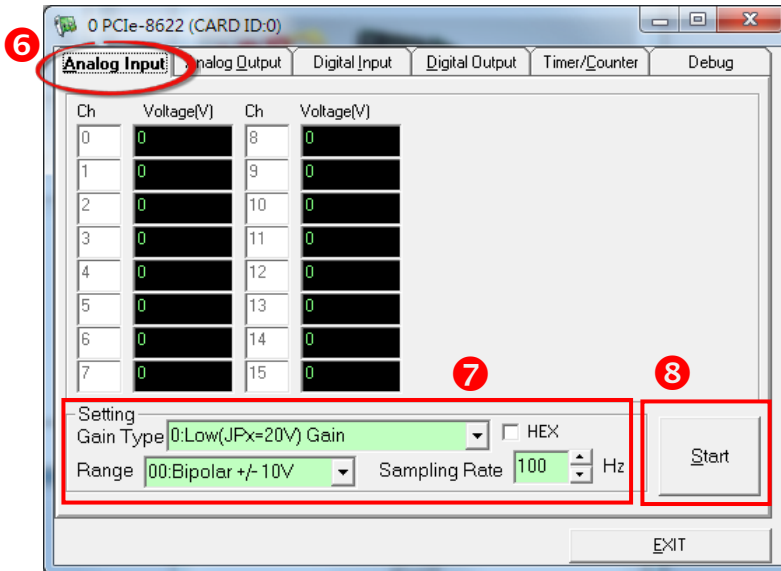 0 PCIe-8622 (CARD ID:0)
6
Analog Input Analog Output Digital Input Digital Output Timer/Counter Debug
Ch Voltage(V) Ch Voltage(V)
0 0 8 0
1 0 9 0
2 0 10 0
3 0 11 0
4 0 12 0
5 0 13 0
6 0 14 0
7 0 15 0
7 8
Setting
Gain Type 0:Low(JPx=20V) Gain HEX
Range 00:Bipolar +/- 10V Sampling Rate 100 Hz
Start
EXIT